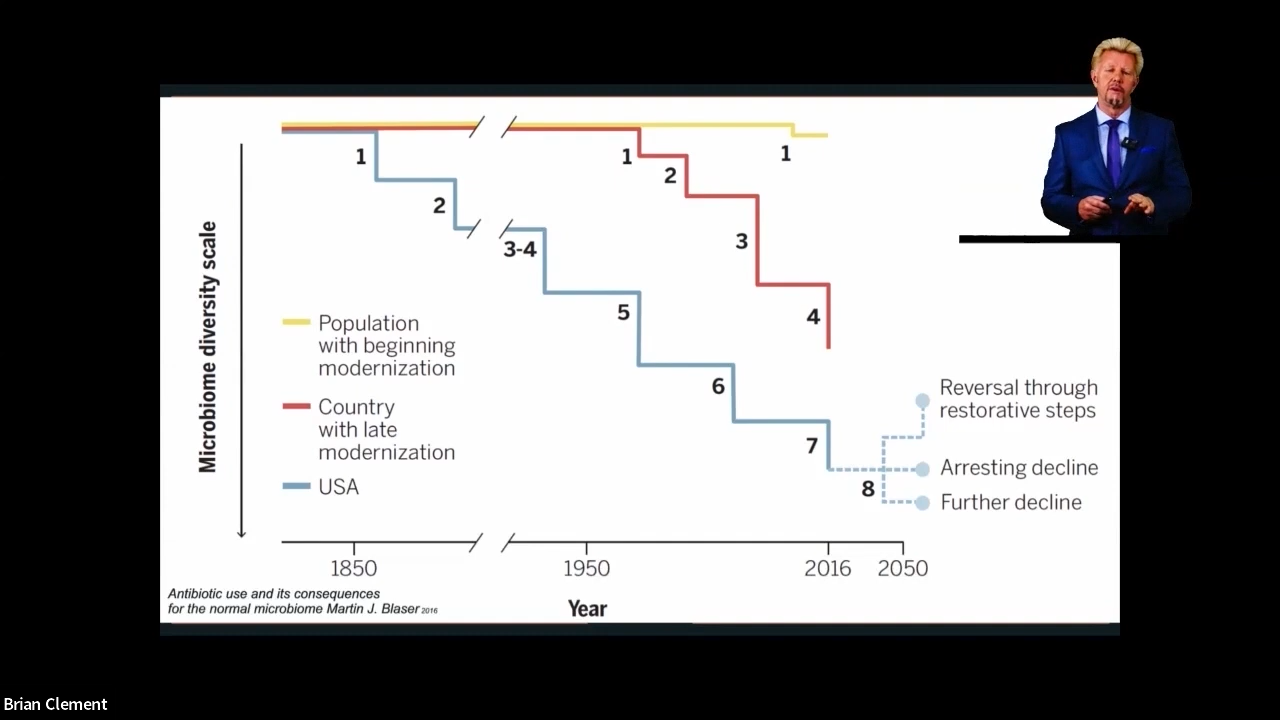 1
1
1
2
2
3-4
3
5
4
6
7
8
Microbiome diversity scale
Population
with beginning
modernization
Country
with late
modernization
USA
Reversal through
restorative steps
Arresting decline
Further decline
1850
1950
2016
2050
Year
Antibiotic use and its consequences
for the normal microbiome Martin J. Blaser 2016
Brian Clement